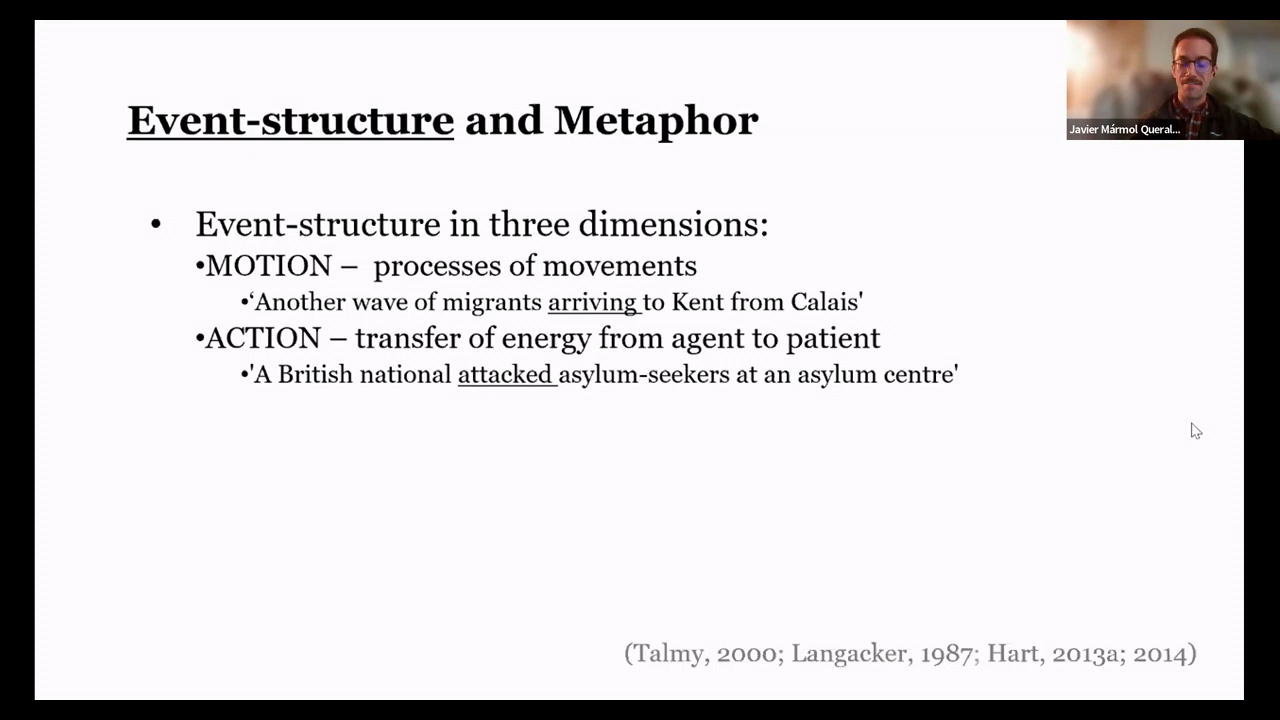 Event-structure and Metaphor
Javier Mármol Queral...
• Event-structure in three dimensions:
•MOTION – processes of movements
•‘Another wave of migrants arriving to Kent from Calais'
•ACTION – transfer of energy from agent to patient
•'A British national attacked asylum-seekers at an asylum centre'
(Talmy, 2000; Langacker, 1987; Hart, 2013a; 2014)